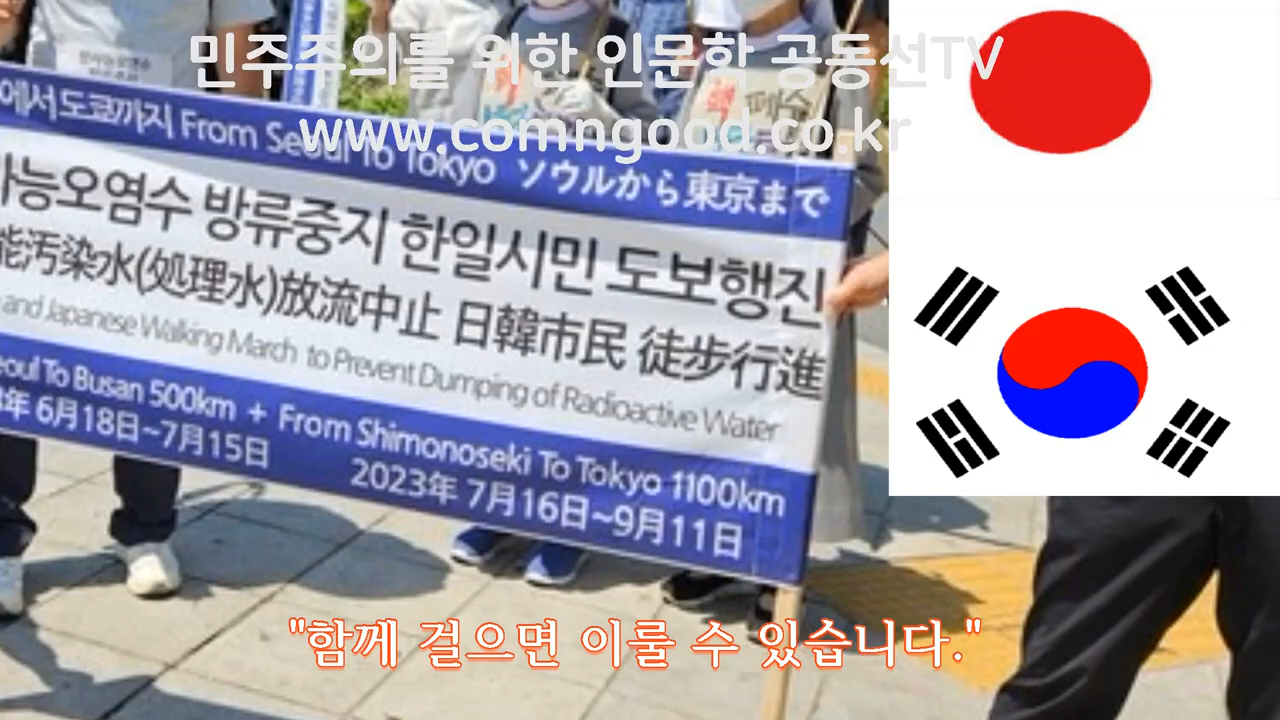 민주주의를 위한 인문학 공동선TV
www.comngood.co.kr
에서 도쿄까지 From Seoul To Tokyo ソウルから東京まで
능오염수 방류중지 한일시민 도보행진
能汚染水(処理水)放流中止 日韓市民 徒步行進
and Japanese Walking March to Prevent Dumping of Radioactive Water
eoul To Busan 500km + From Shimonoseki To Tokyo 1100km
年 6月18日~7月15日 2023年 7月16日~9月11日
"함께 걸으면 이룰 수 있습니다."